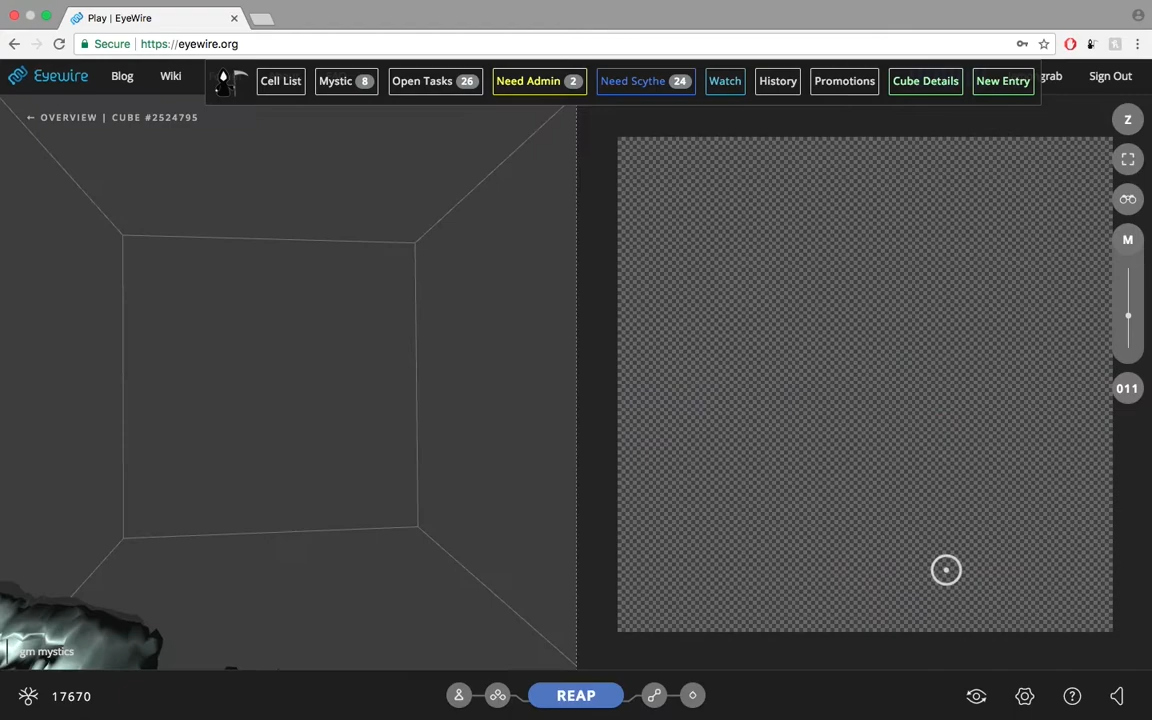 Play | EyeWire
Secure | https://eyewire.org
Eyewire Blog Wiki Cell List Mystic 8 Open Tasks 26 Need Admin 2 Need Scythe 24 Watch History Promotions Cube Details New Entry grab Sign Out
← OVERVIEW | CUBE #2524795
Z
M
011
gm mystics
17670 REAP